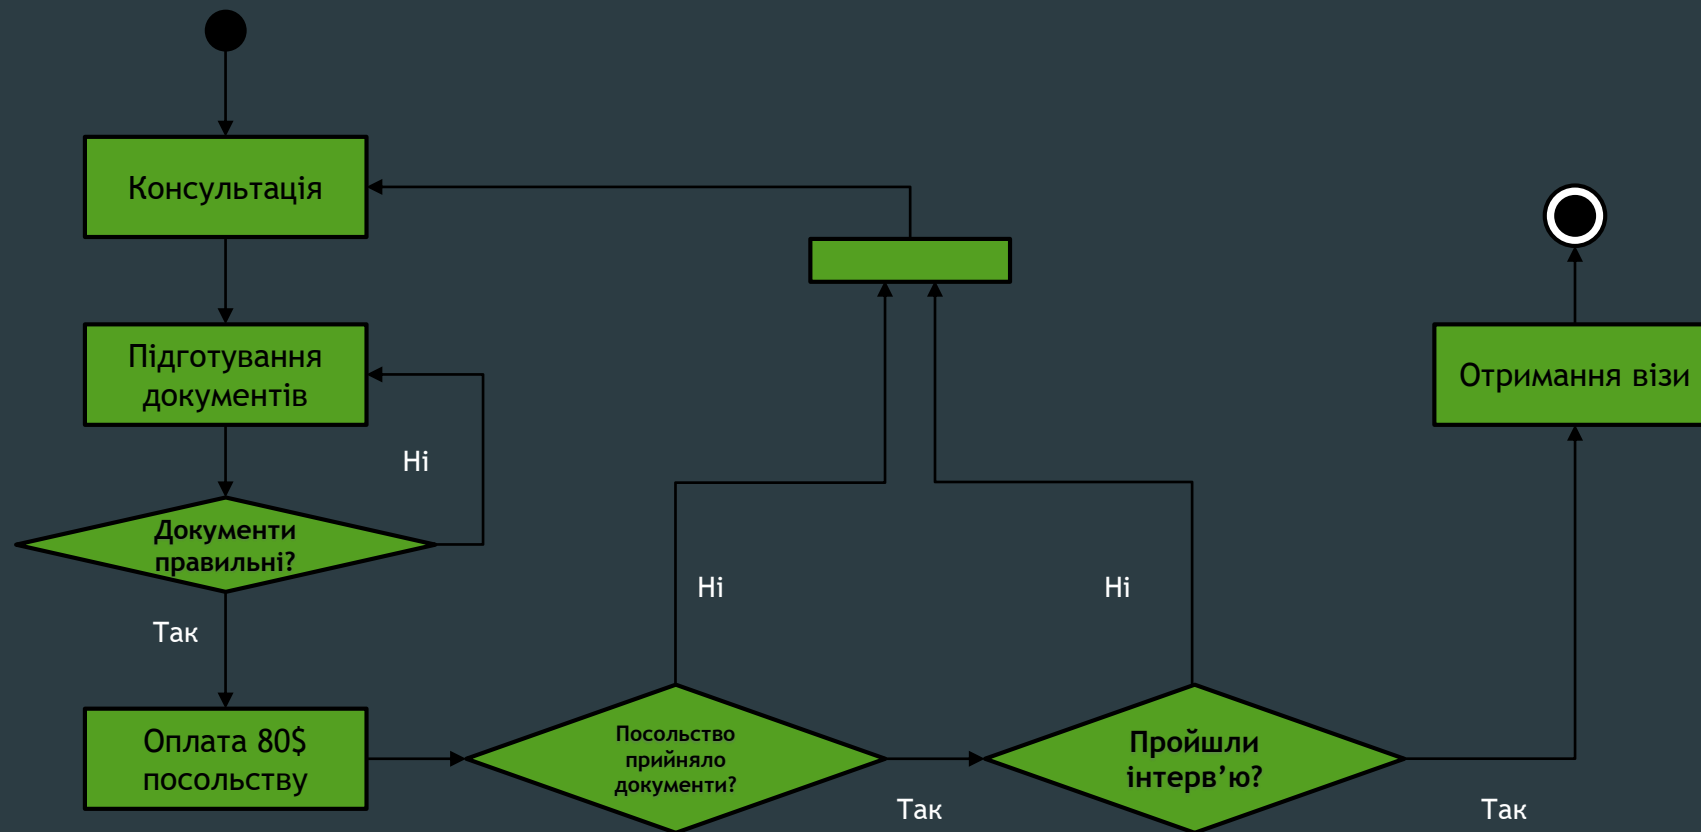 Консультація
Підготування
документів
Ні
Документи
правильні?
Так
Оплата 80$
посольству
Посольство
прийняло
документи?
Ні
Так
Пройшли
інтерв’ю?
Ні
Так
Отримання візи